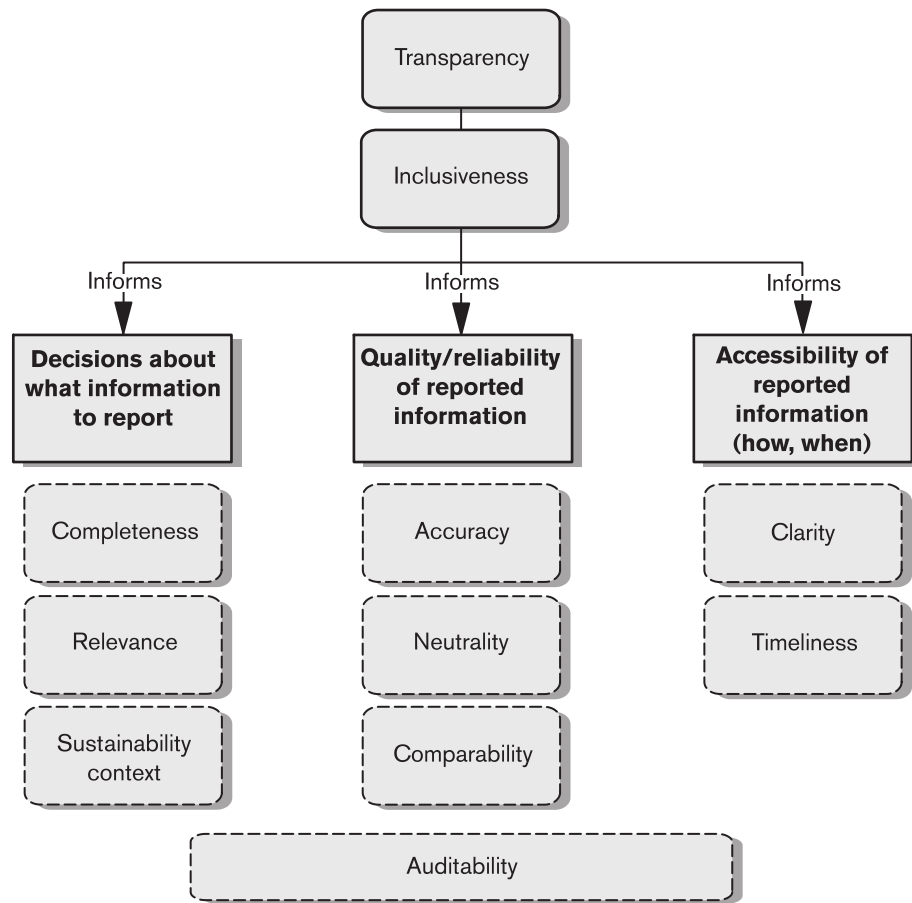 Transparency
Inclusiveness
Informs
Informs
Informs
Decisions about
what information
to report
Quality/reliability
of reported
information
Accessibility of
reported
information
(how, when)
Completeness
Accuracy
Clarity
Relevance
Neutrality
Timeliness
Sustainability
context
Comparability
Auditability